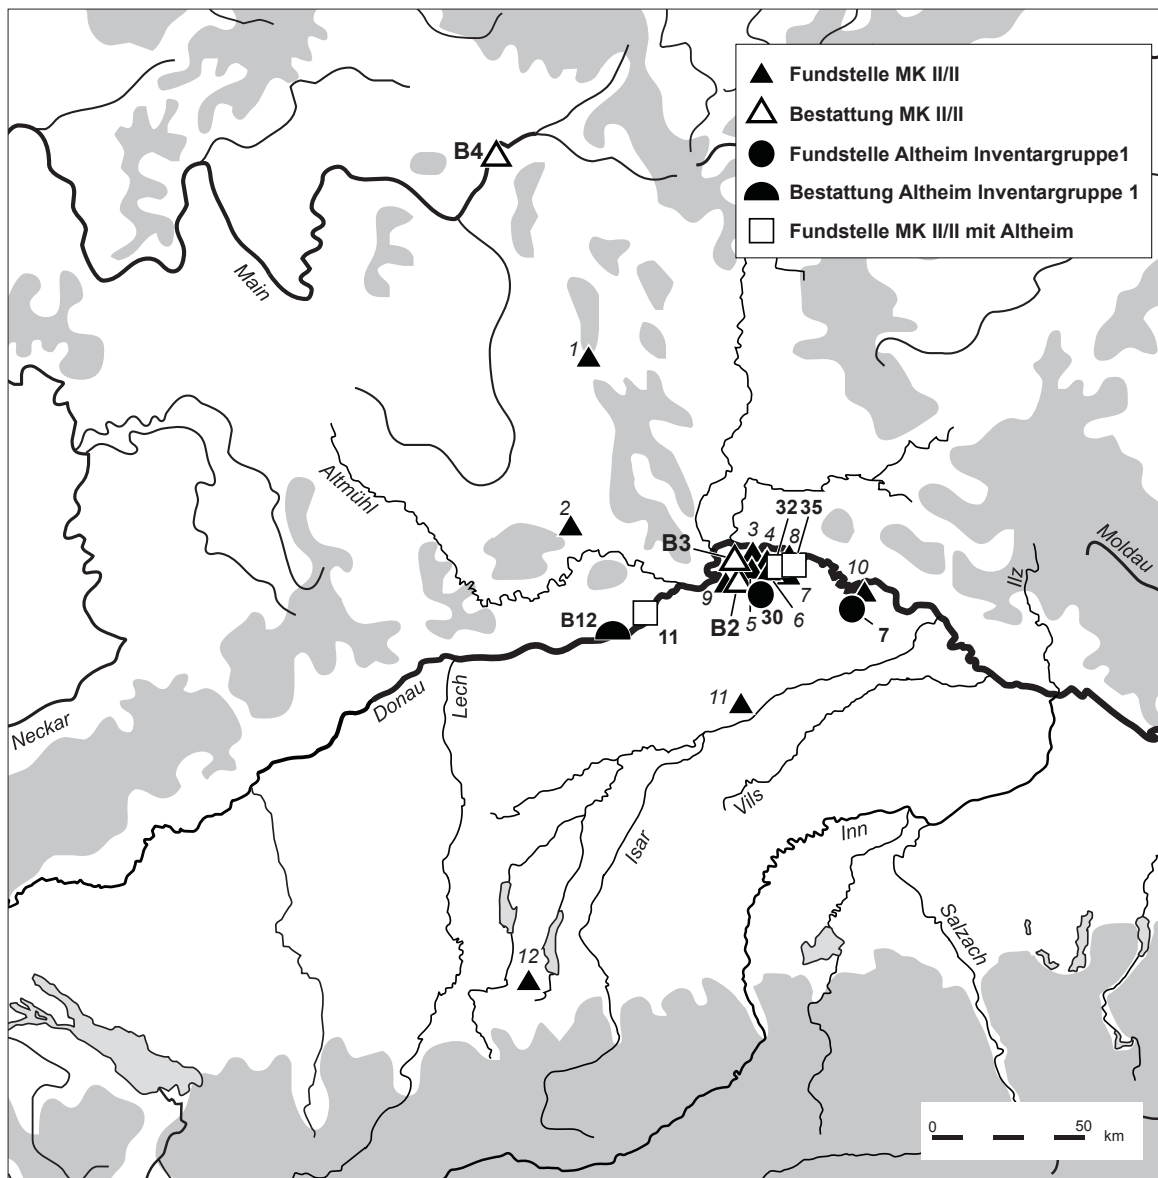 Fundstelle MK II/II
Bestattung MK II/II
Fundstelle Altheim Inventargruppe1
Bestattung Altheim Inventargruppe 1
Fundstelle MK II/II mit Altheim
B4
Main
1
Altmühl
2
B3
3
4
32
35
8
10
Moldau
Ilz
9
B2
5
30
6
7
7
B12
11
11
Neckar
Donau
Lech
Vils
Isar
Inn
Salzach
12
0 50 km